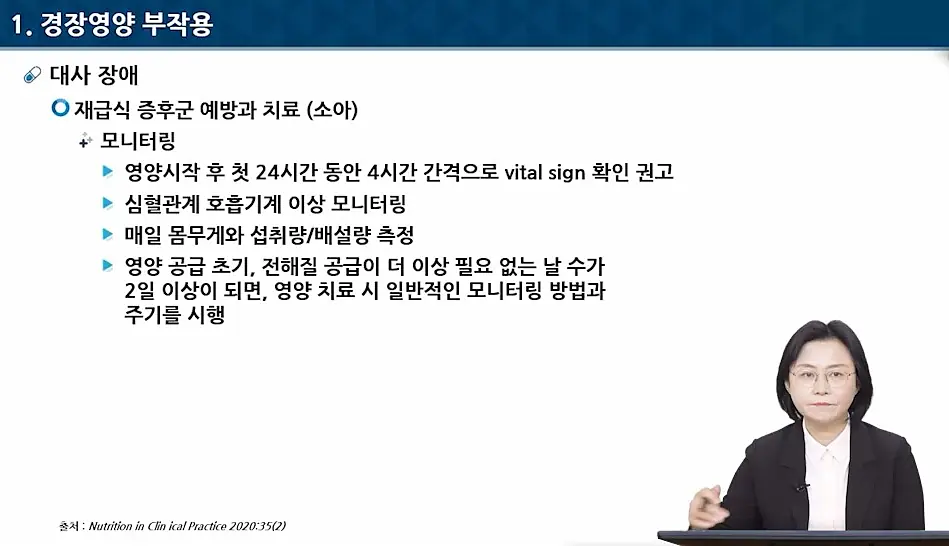 1. 경장영양 부작용
대사 장애
재급식 증후군 예방과 치료 (소아)
모니터링
영양시작 후 첫 24시간 동안 4시간 간격으로 vital sign 확인 권고
심혈관계 호흡기계 이상 모니터링
매일 몸무게와 섭취량/배설량 측정
영양 공급 초기, 전해질 공급이 더 이상 필요 없는 날 수가
2일 이상이 되면, 영양 치료 시 일반적인 모니터링 방법과
주기를 시행
출처 : Nutrition in Clin ical Practice 2020:35(2)